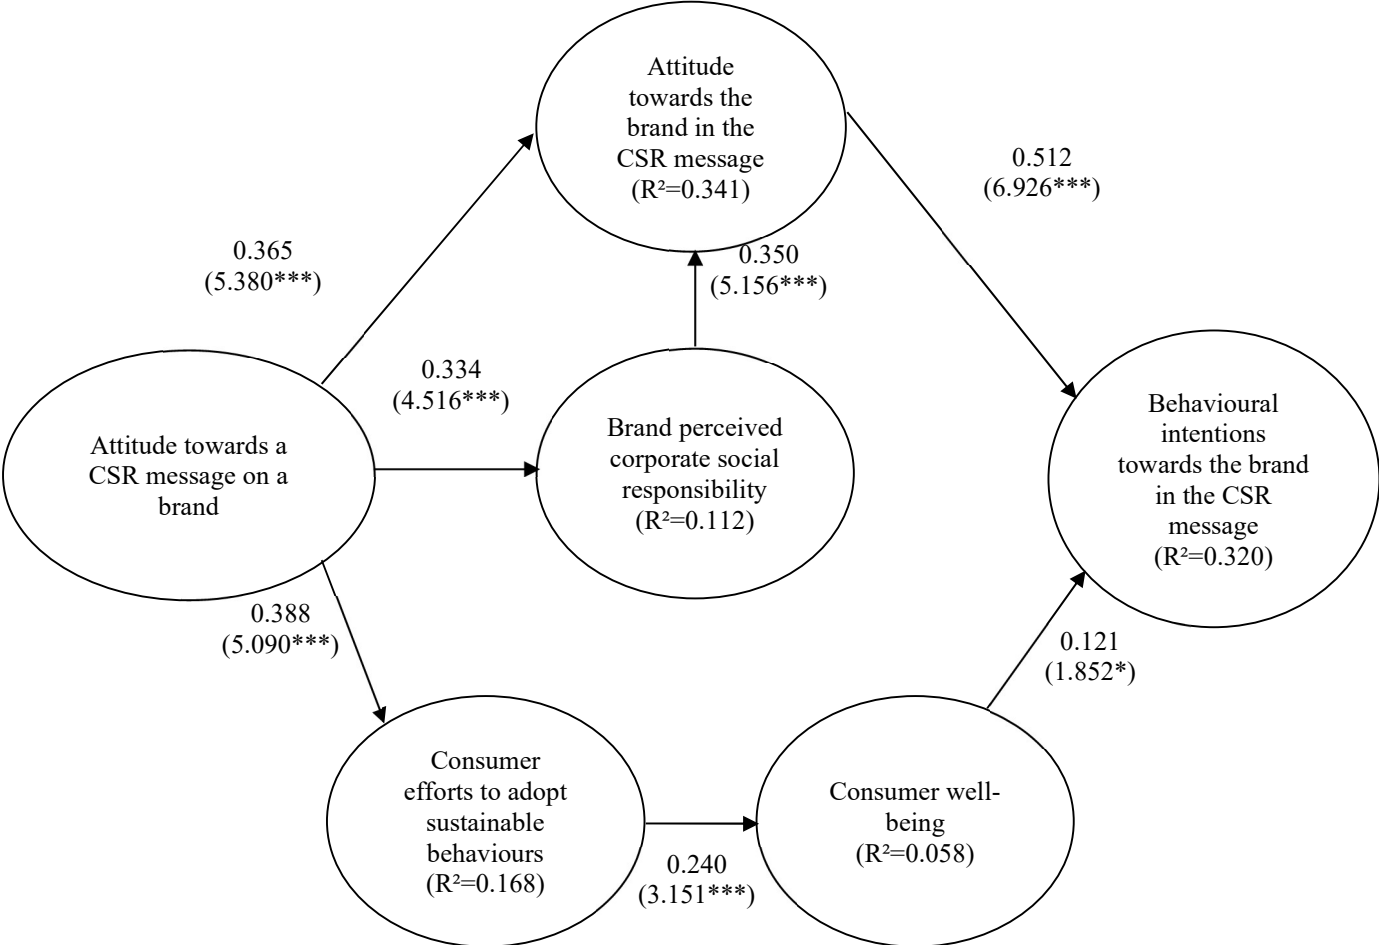 Attitude
towards the
brand in the
CSR message
(R²=0.341)
0.512
(6.926***)
0.365
(5.380***)
0.350
(5.156***)
0.334
(4.516***)
Attitude towards a
CSR message on a
brand
Brand perceived
corporate social
responsibility
(R²=0.112)
Behavioural
intentions
towards the brand
in the CSR
message
(R²=0.320)
0.388
(5.090***)
0.121
(1.852*)
Consumer
efforts to adopt
sustainable
behaviours
(R²=0.168)
0.240
(3.151***)
Consumer well-
being
(R²=0.058)